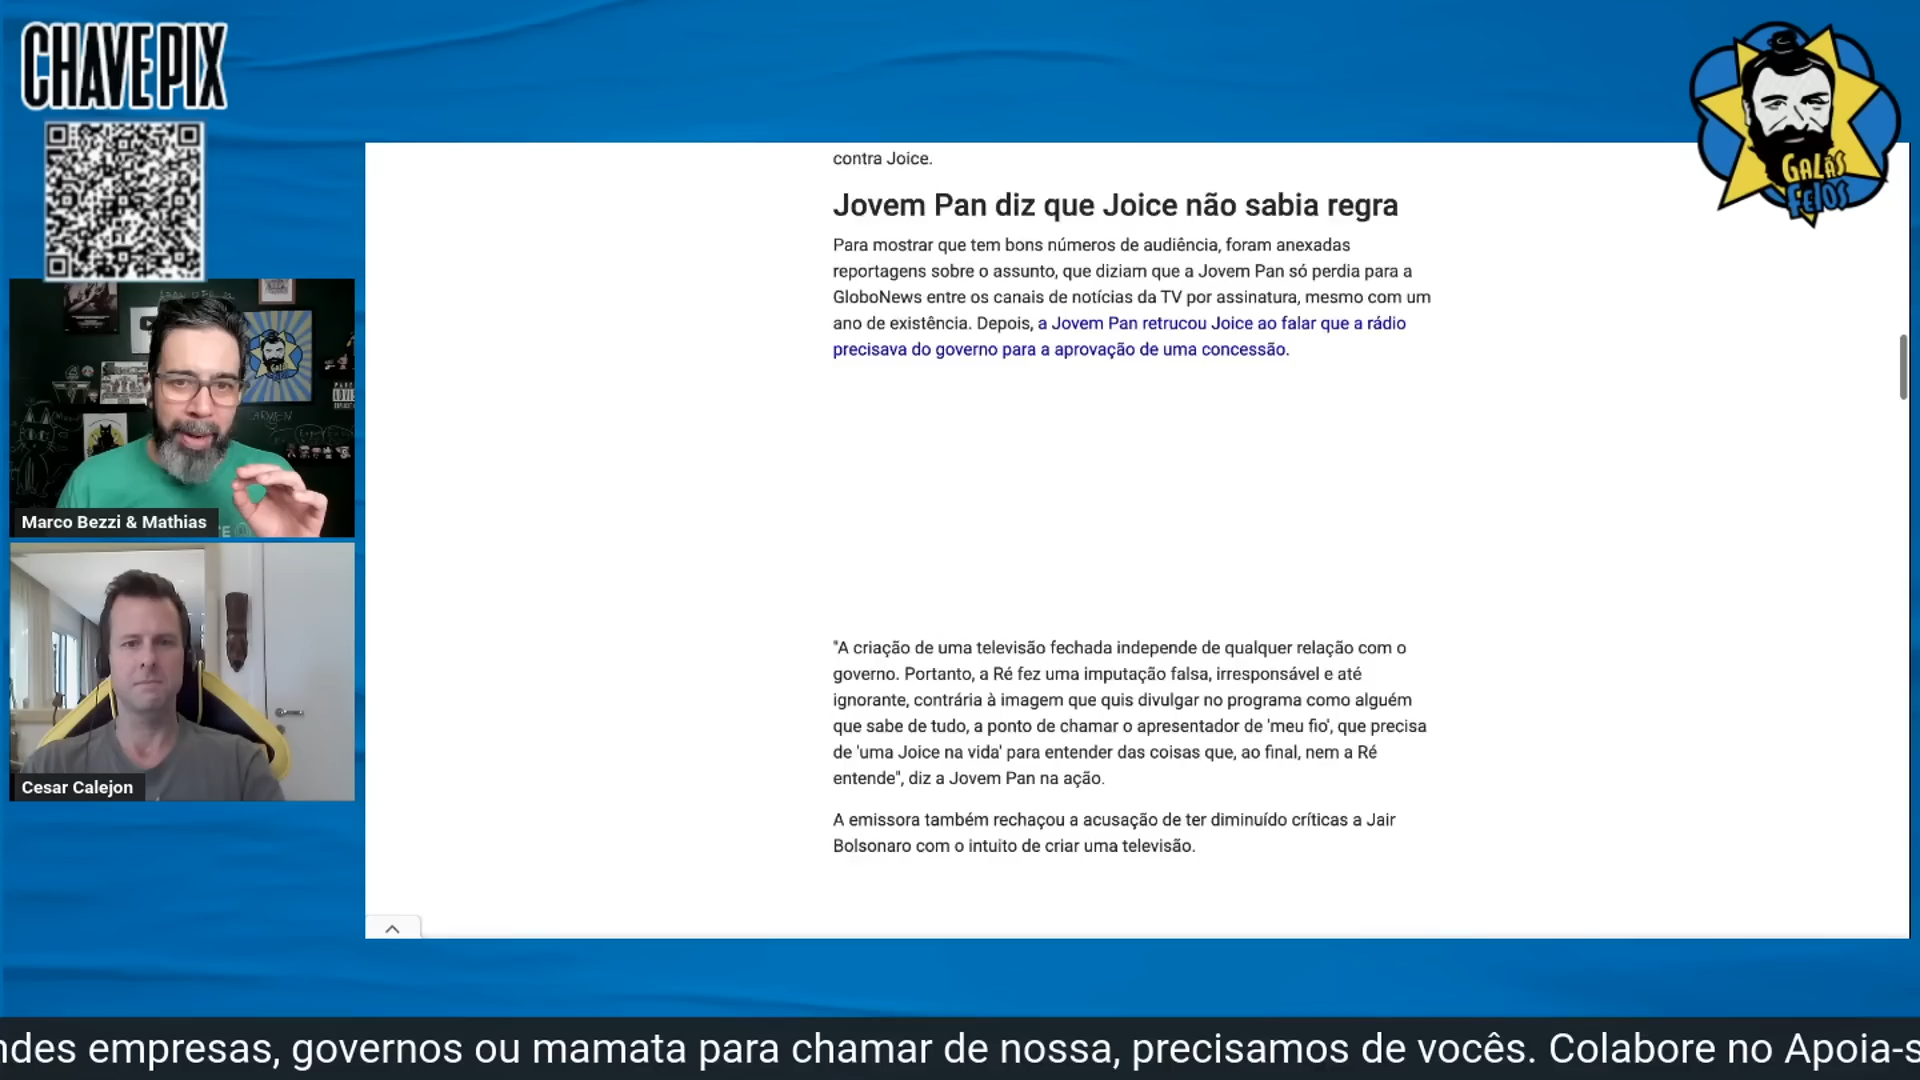 CHAVE PIX
GALÃS
FEIOS
Marco Bezzi & Mathias
Cesar Calejon
contra Joice.
Jovem Pan diz que Joice não sabia regra
Para mostrar que tem bons números de audiência, foram anexadas
reportagens sobre o assunto, que diziam que a Jovem Pan só perdia para a
GloboNews entre os canais de notícias da TV por assinatura, mesmo com um
ano de existência. Depois, a Jovem Pan retrucou Joice ao falar que a rádio
precisava do governo para a aprovação de uma concessão.
"A criação de uma televisão fechada independe de qualquer relação com o
governo. Portanto, a Ré fez uma imputação falsa, irresponsável e até
ignorante, contrária à imagem que quis divulgar no programa como alguém
que sabe de tudo, a ponto de chamar o apresentador de 'meu fio', que precisa
de 'uma Joice na vida' para entender das coisas que, ao final, nem a Ré
entende", diz a Jovem Pan na ação.
A emissora também rechaçou a acusação de ter diminuído críticas a Jair
Bolsonaro com o intuito de criar uma televisão.
ndes empresas, governos ou mamata para chamar de nossa, precisamos de vocês. Colabore no Apoia-s